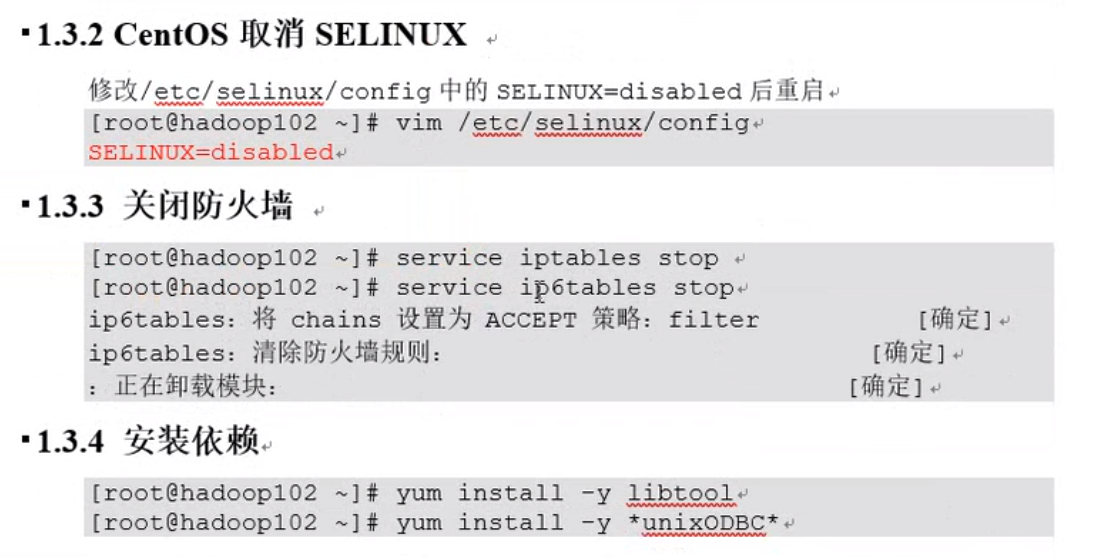 1.3.2 CentOS 取消 SELINUX
修改/etc/selinux/config 中的 SELINUX=disabled 后重启
[root@hadoop102 ~]# vim /etc/selinux/config
SELINUX=disabled
1.3.3 关闭防火墙
[root@hadoop102 ~]# service iptables stop
[root@hadoop102 ~]# service ip6tables stop
ip6tables：将 chains 设置为 ACCEPT 策略：filter [确定]
ip6tables：清除防火墙规则： [确定]
：正在卸载模块： [确定]
1.3.4 安装依赖
[root@hadoop102 ~]# yum install -y libtool
[root@hadoop102 ~]# yum install -y *unixODBC*